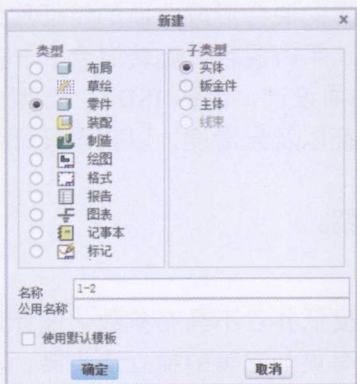 新建
类型
布局
草绘
零件
装配
制造
绘图
格式
报告
图表
记事本
标记
子类型
实体
钣金件
主体
线束
名称
1-2
公用名称
使用默认模板
确定
取消